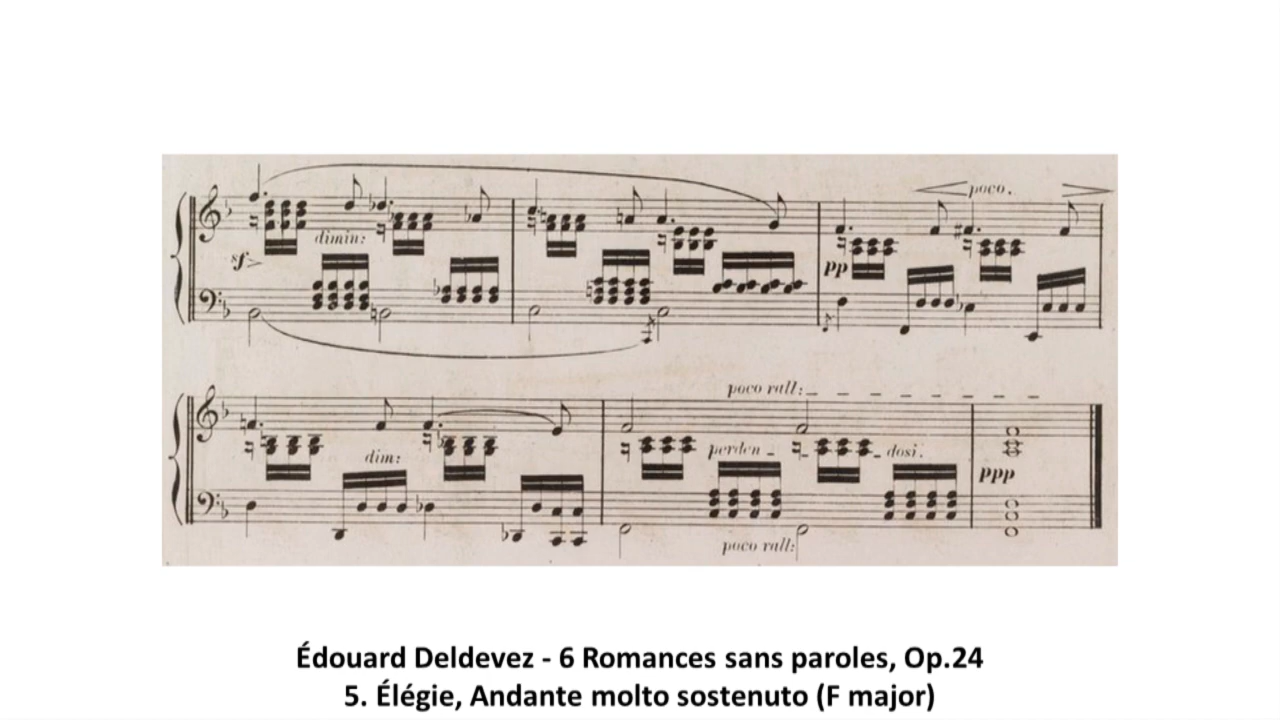 poco.
dimin:
sf>
pp
poco rall:
dim:
perden - dosi.
ppp
poco rall:
Édouard Deldevez - 6 Romances sans paroles, Op.24
5. Élégie, Andante molto sostenuto (F major)